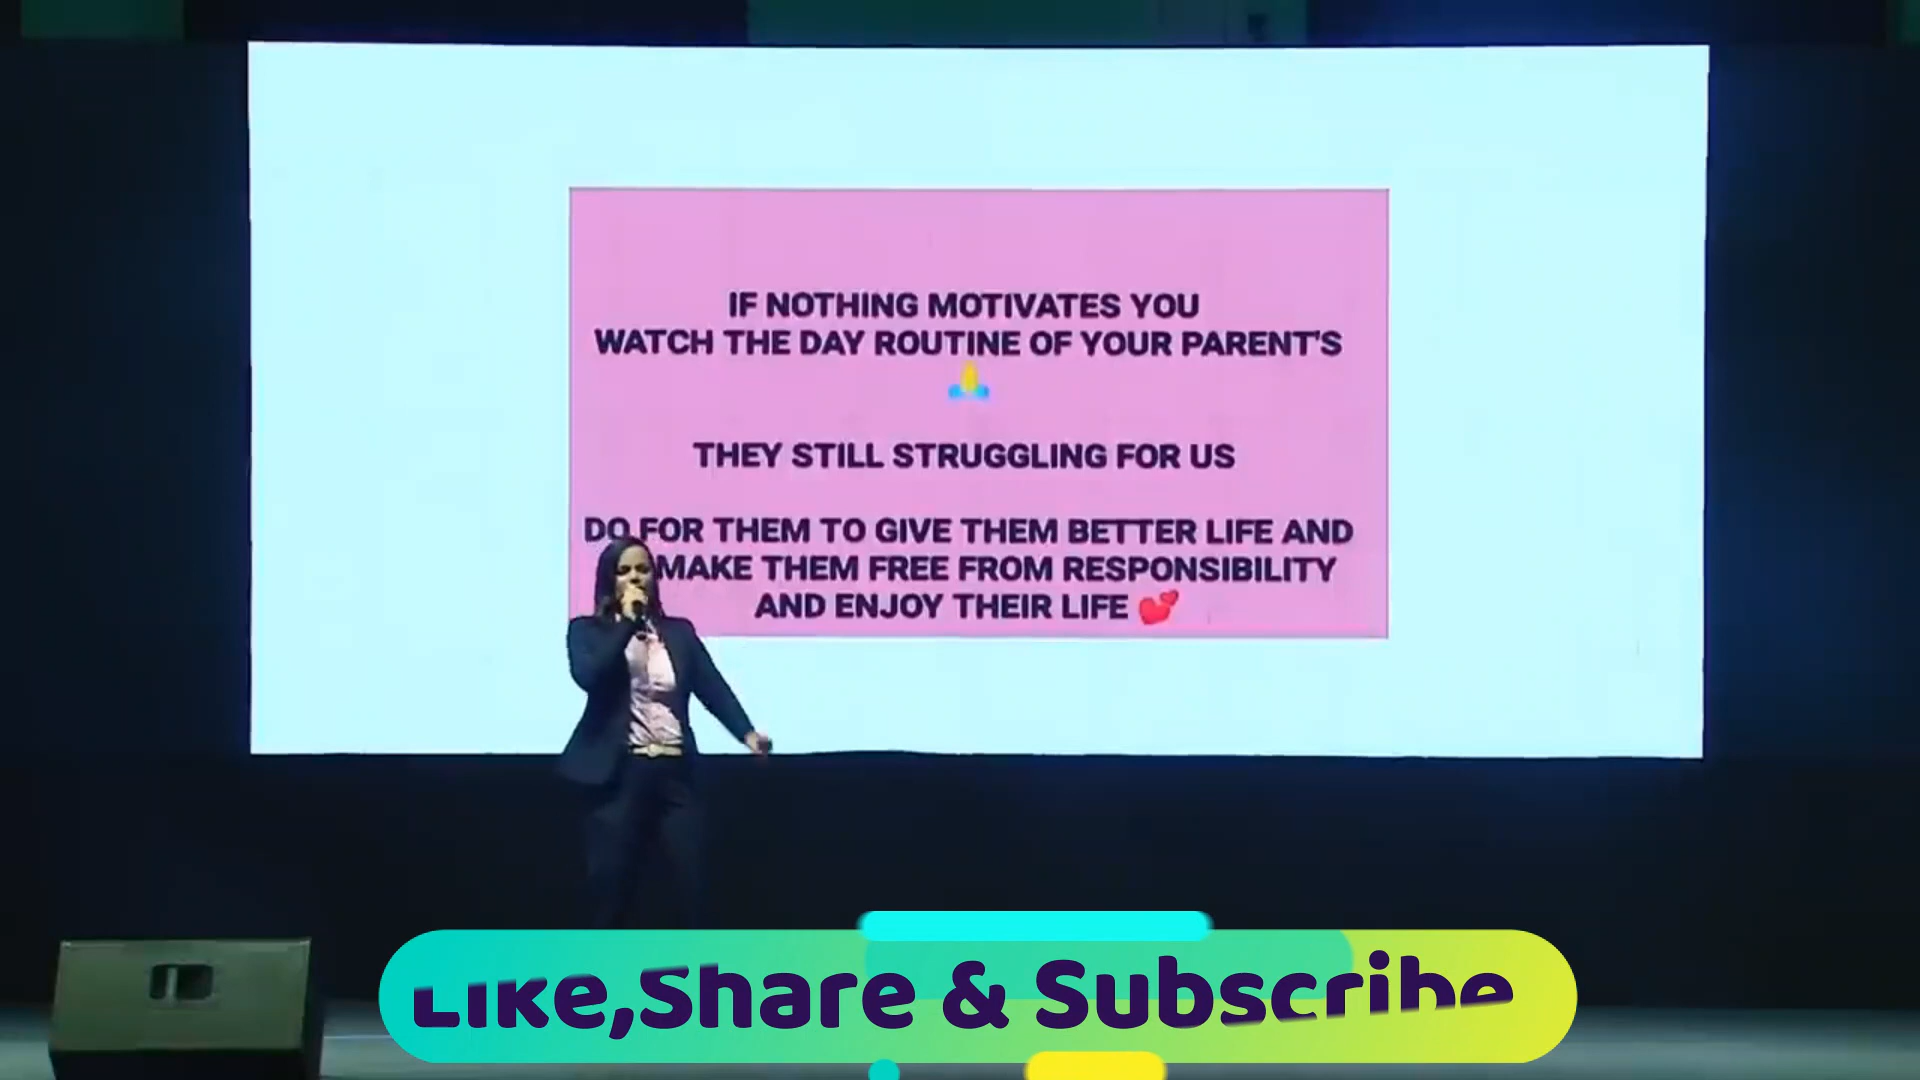 IF NOTHING MOTIVATES YOU
WATCH THE DAY ROUTINE OF YOUR PARENT'S
🙏
THEY STILL STRUGGLING FOR US
DO FOR THEM TO GIVE THEM BETTER LIFE AND
MAKE THEM FREE FROM RESPONSIBILITY
AND ENJOY THEIR LIFE 💕
Like,Share & Subscribe